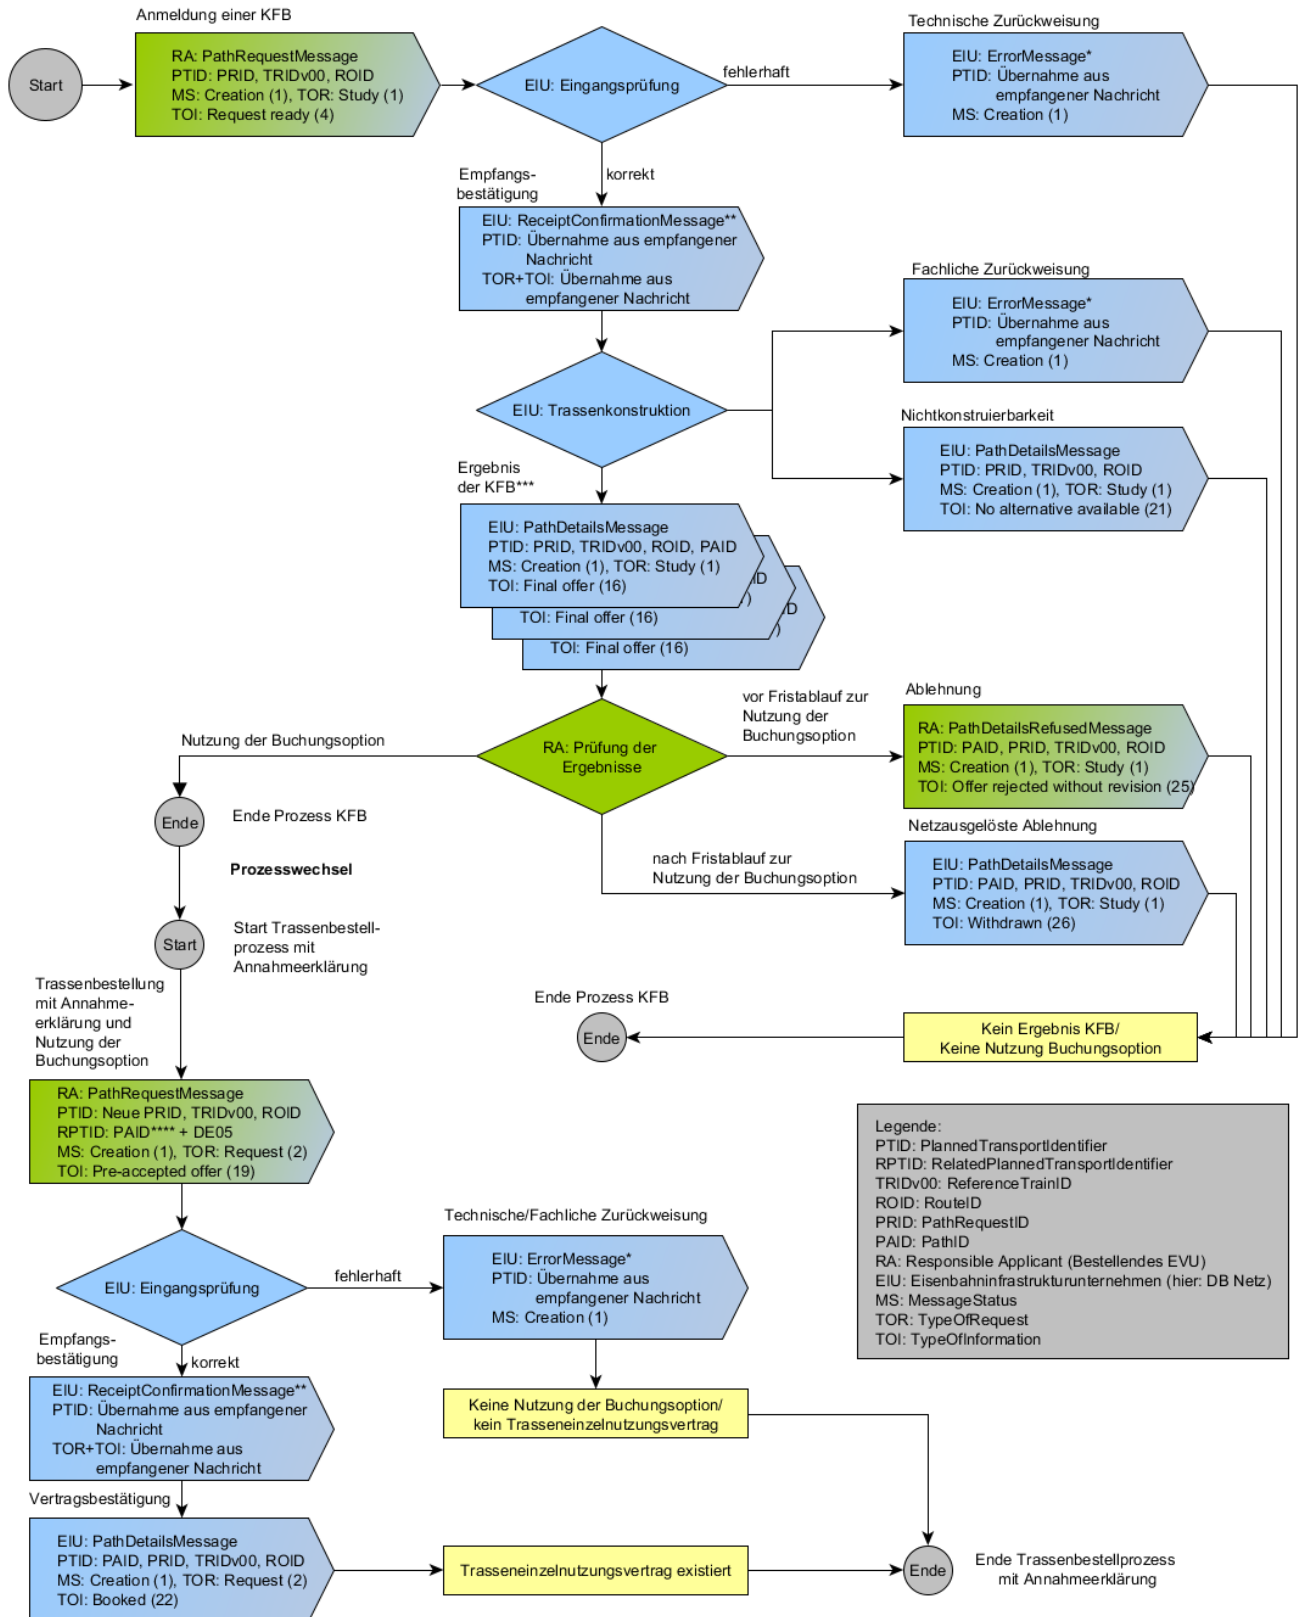 Anmeldung einer KFB
Start
RA: PathRequestMessage
PTID: PRID, TRIDv00, ROID
MS: Creation (1), TOR: Study (1)
TOI: Request ready (4)
EIU: Eingangsprüfung
fehlerhaft
Technische Zurückweisung
EIU: ErrorMessage*
PTID: Übernahme aus
empfangener Nachricht
MS: Creation (1)
korrekt
Empfangs-
bestätigung
EIU: ReceiptConfirmationMessage**
PTID: Übernahme aus empfangener
Nachricht
TOR+TOI: Übernahme aus
empfangener Nachricht
Fachliche Zurückweisung
EIU: ErrorMessage*
PTID: Übernahme aus
empfangener Nachricht
MS: Creation (1)
EIU: Trassenkonstruktion
Nichtkonstruierbarkeit
EIU: PathDetailsMessage
PTID: PRID, TRIDv00, ROID
MS: Creation (1), TOR: Study (1)
TOI: No alternative available (21)
Ergebnis
der KFB***
EIU: PathDetailsMessage
PTID: PRID, TRIDv00, ROID, PAID
MS: Creation (1), TOR: Study (1)
TOI: Final offer (16)
ID
)
TOI: Final offer (16)
D
)
TOI: Final offer (16)
RA: Prüfung der
Ergebnisse
vor Fristablauf zur
Nutzung der
Buchungsoption
Ablehnung
RA: PathDetailsRefusedMessage
PTID: PAID, PRID, TRIDv00, ROID
MS: Creation (1), TOR: Study (1)
TOI: Offer rejected without revision (25)
Nutzung der Buchungsoption
Ende
Ende Prozess KFB
Prozesswechsel
nach Fristablauf zur
Nutzung der Buchungsoption
Netzausgelöste Ablehnung
EIU: PathDetailsMessage
PTID: PAID, PRID, TRIDv00, ROID
MS: Creation (1), TOR: Study (1)
TOI: Withdrawn (26)
Start
Start Trassenbestell-
prozess mit
Annahmeerklärung
Ende Prozess KFB
Ende
Kein Ergebnis KFB/
Keine Nutzung Buchungsoption
Trassenbestellung
mit Annahme-
erklärung und
Nutzung der
Buchungsoption
RA: PathRequestMessage
PTID: Neue PRID, TRIDv00, ROID
RPTID: PAID**** + DE05
MS: Creation (1), TOR: Request (2)
TOI: Pre-accepted offer (19)
Legende:
PTID: PlannedTransportIdentifier
RPTID: RelatedPlannedTransportIdentifier
TRIDv00: ReferenceTrainID
ROID: RouteID
PRID: PathRequestID
PAID: PathID
RA: Responsible Applicant (Bestellendes EVU)
EIU: Eisenbahninfrastrukturunternehmen (hier: DB Netz)
MS: MessageStatus
TOR: TypeOfRequest
TOI: TypeOfInformation
EIU: Eingangsprüfung
fehlerhaft
Technische/Fachliche Zurückweisung
EIU: ErrorMessage*
PTID: Übernahme aus
empfangener Nachricht
MS: Creation (1)
Empfangs-
bestätigung
korrekt
EIU: ReceiptConfirmationMessage**
PTID: Übernahme aus empfangener
Nachricht
TOR+TOI: Übernahme aus
empfangener Nachricht
Keine Nutzung der Buchungsoption/
kein Trasseneinzelnutzungsvertrag
Vertragsbestätigung
EIU: PathDetailsMessage
PTID: PAID, PRID, TRIDv00, ROID
MS: Creation (1), TOR: Request (2)
TOI: Booked (22)
Trasseneinzelnutzungsvertrag existiert
Ende
Ende Trassenbestellprozess
mit Annahmeerklärung